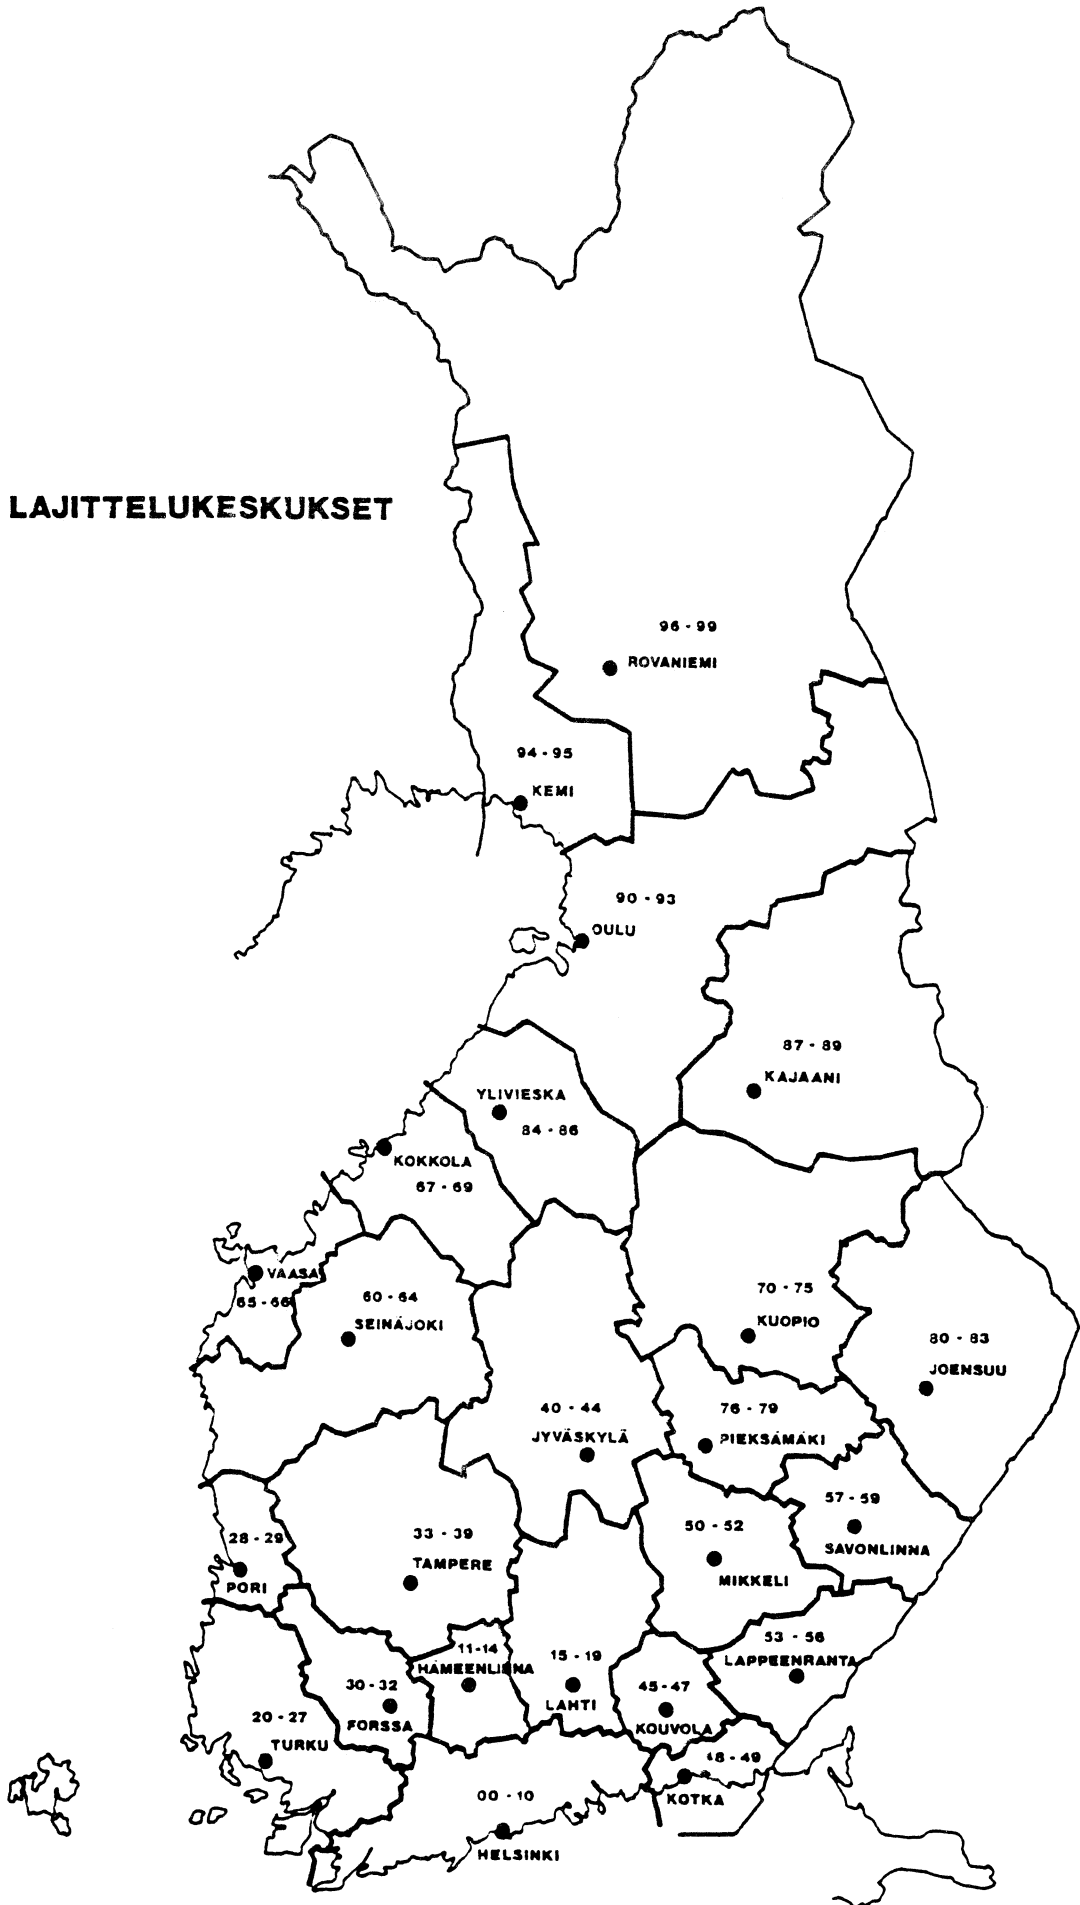 LAJITTELUKESKUKSET
96 - 99
ROVANIEMI
94 - 95
KEMI
90 - 93
OULU
87 - 89
KAJAANI
YLIVIESKA
84 - 86
KOKKOLA
67 - 69
VAASA
65 - 66
60 - 64
SEINÄJOKI
70 - 75
KUOPIO
80 - 83
JOENSUU
40 - 44
JYVÄSKYLÄ
76 - 79
PIEKSÄMÄKI
57 - 59
SAVONLINNA
50 - 52
MIKKELI
28 - 29
PORI
33 - 39
TAMPERE
53 - 56
LAPPEENRANTA
11-14
HÄMEENLINNA
15 - 19
LAHTI
30 - 32
FORSSA
45 - 47
KOUVOLA
20 - 27
TURKU
48 - 49
KOTKA
00 - 10
HELSINKI